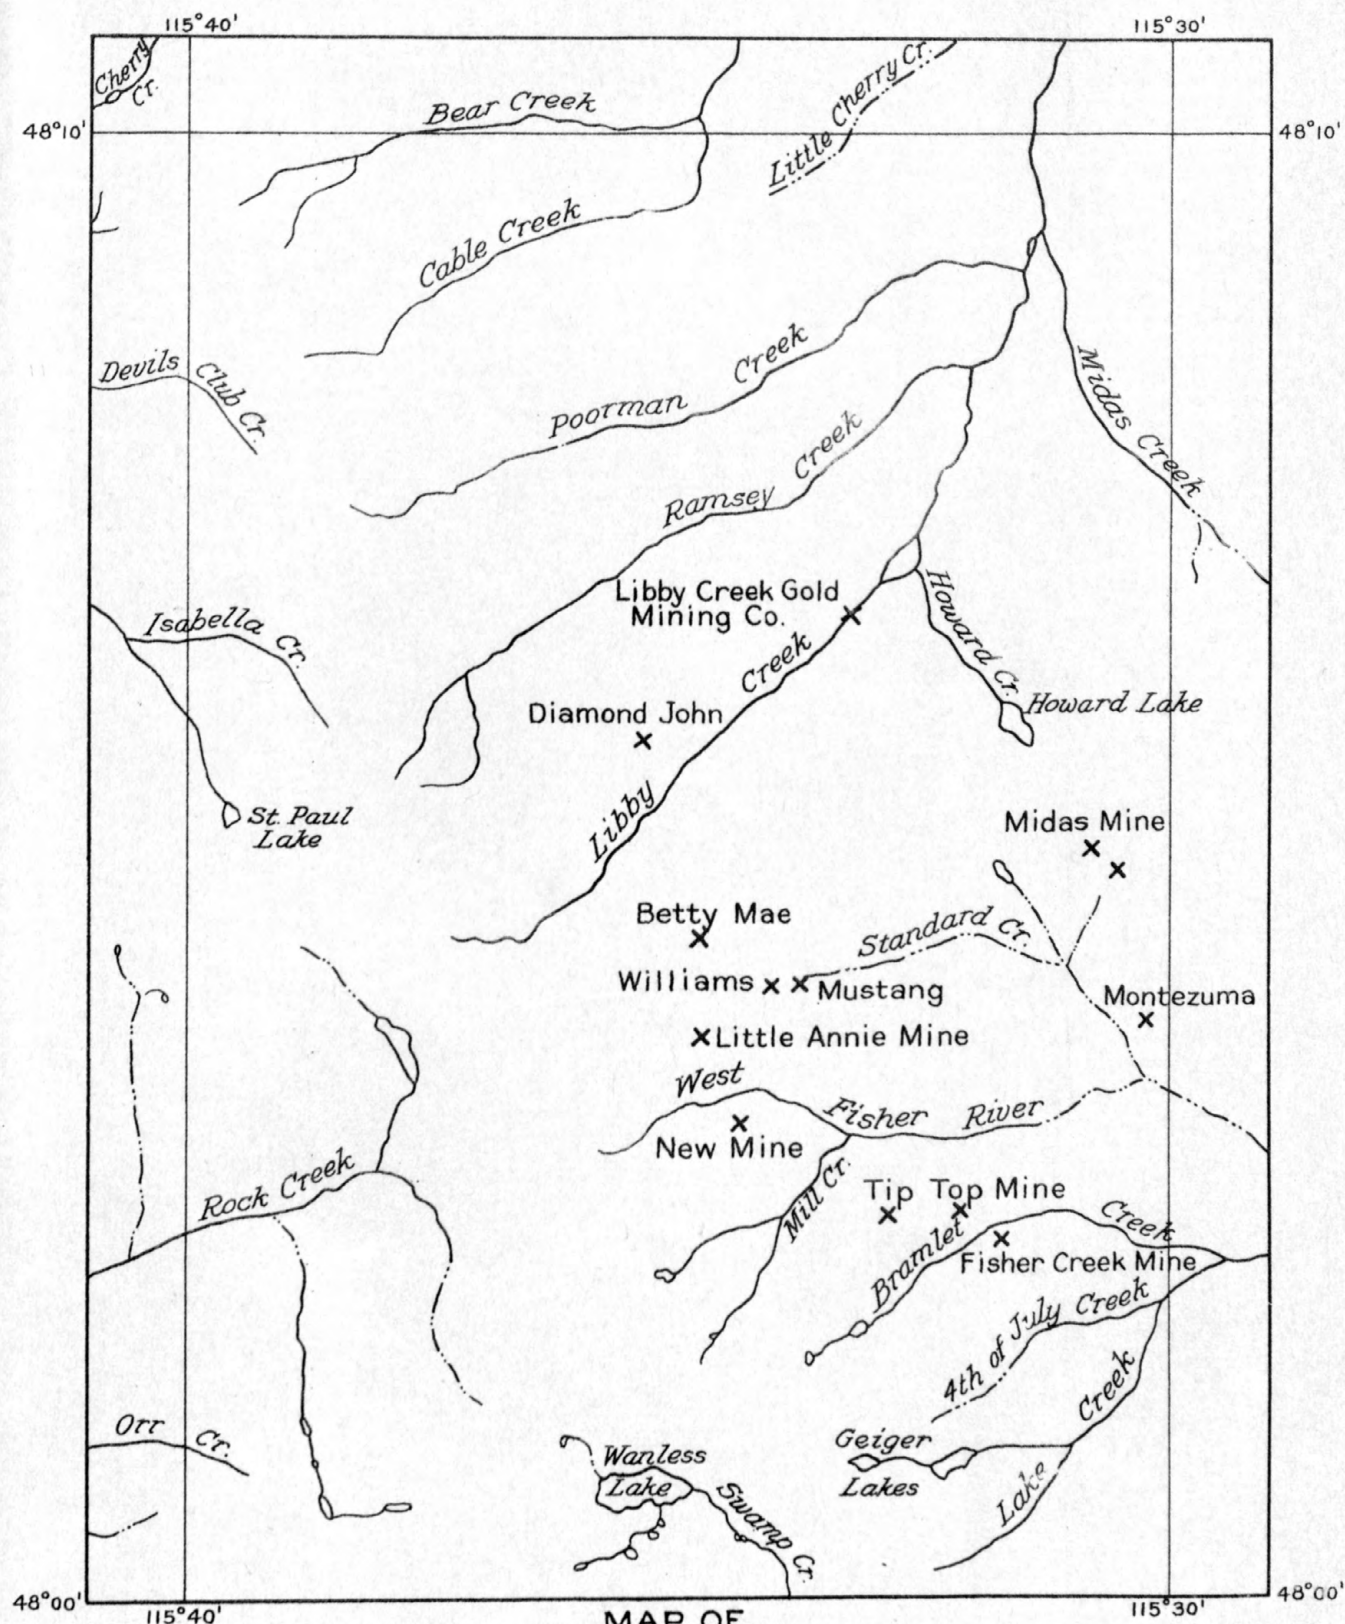 115°40'
115°30'
Cherry
Cr.
Bear Creek
Little Cherry Cr.
48°10'
48°10'
Cable Creek
Devils Club Cr.
Poorman Creek
Midas Creek
Ramsey Creek
Libby Creek Gold
Mining Co.
Howard Cr.
Isabella Cr.
Libby Creek
Howard Lake
Diamond John
St. Paul
Lake
Midas Mine
Betty Mae
Standard Cr.
Williams
Mustang
Montezuma
Little Annie Mine
West Fisher River
New Mine
Rock Creek
Mill Cr.
Tip Top Mine
Bramlet Creek
Fisher Creek Mine
4th of July Creek
Orr Cr.
Wanless
Lake
Geiger
Lakes
Lake Creek
Swamp Cr.
48°00'
48°00'
115°40'
115°30'
MAP OF